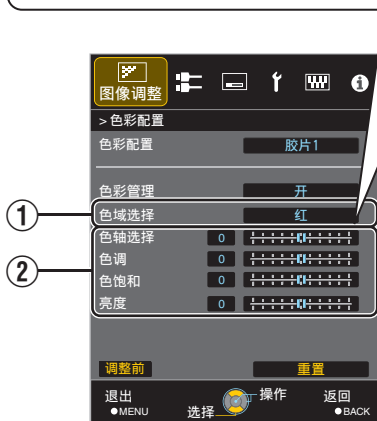 图像调整
>色彩配置
色彩配置 胶片1
色彩管理 开
① 色域选择 红
色轴选择 0
② 色调 0
色饱和 0
亮度 0
调整前 重置
退出 操作 返回
●MENU 选择 ●BACK